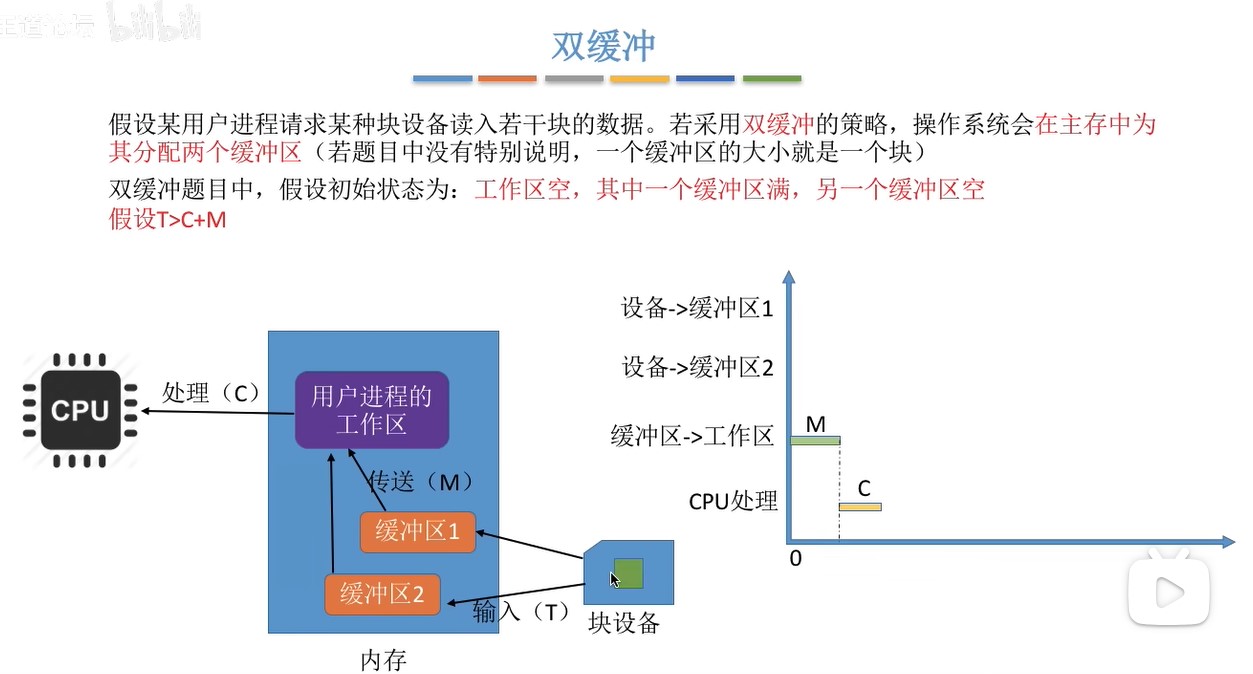 bilibili
双缓冲
假设某用户进程请求某种块设备读入若干块的数据。若采用双缓冲的策略，操作系统会在主存中为
其分配两个缓冲区（若题目中没有特别说明，一个缓冲区的大小就是一个块）
双缓冲题目中，假设初始状态为：工作区空，其中一个缓冲区满，另一个缓冲区空
假设T>C+M
CPU
处理（C）
用户进程的
工作区
传送（M）
缓冲区1
缓冲区2
输入（T）
块设备
内存
设备->缓冲区1
设备->缓冲区2
缓冲区->工作区
M
CPU处理
C
0